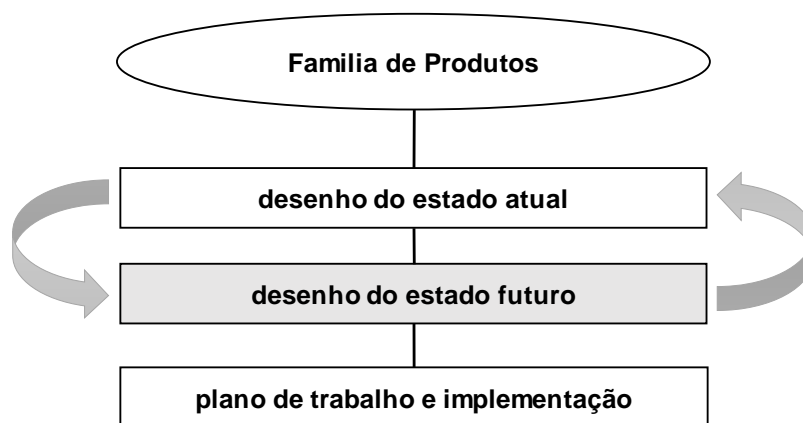 Familia de Produtos
desenho do estado atual
desenho do estado futuro
plano de trabalho e implementação